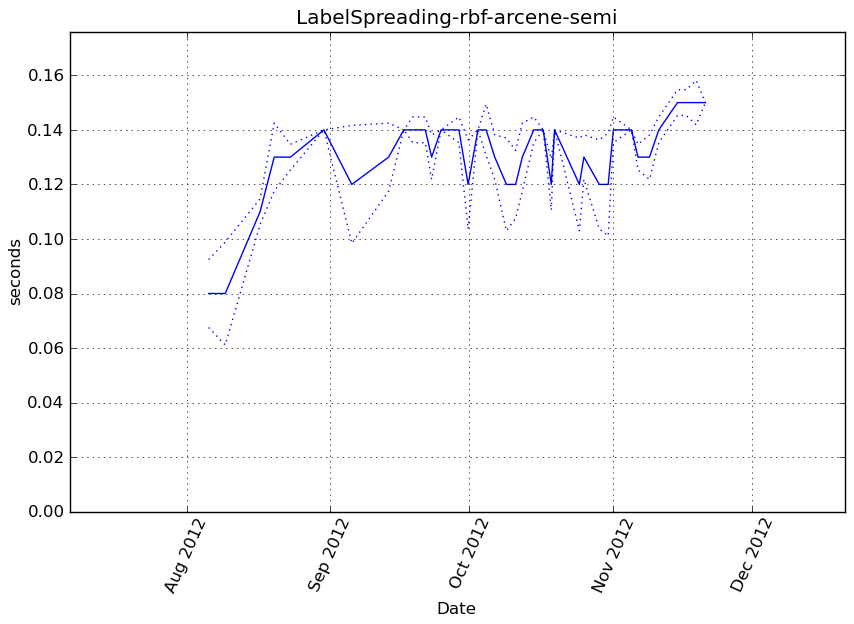 LabelSpreading-rbf-arcene-semi
0.16
0.14
0.12
0.10
0.08
0.06
0.04
0.02
0.00
seconds
Aug 2012
Sep 2012
Oct 2012
Nov 2012
Dec 2012
Date